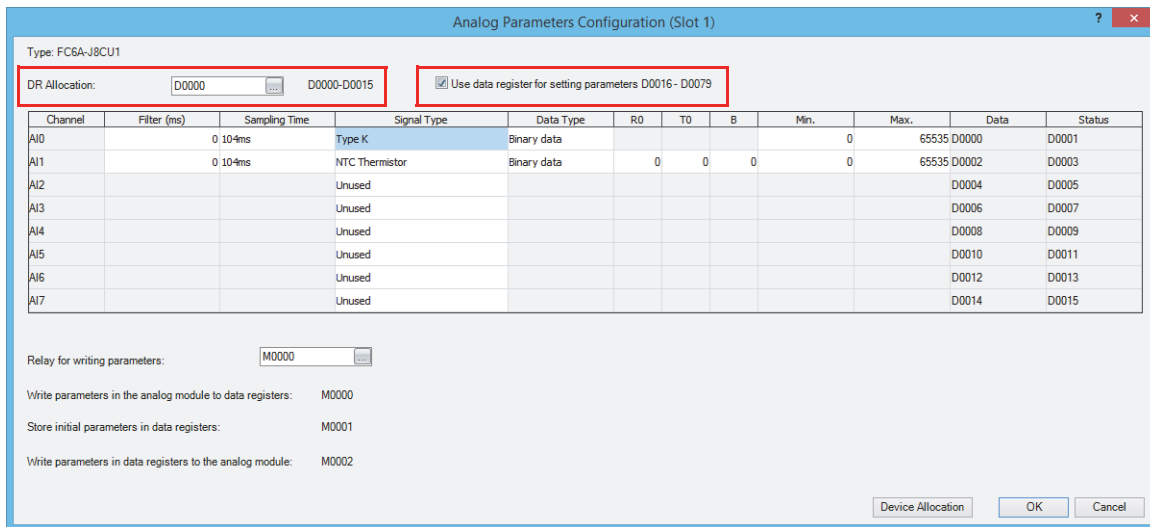 Analog Parameters Configuration (Slot 1)
? ×
Type: FC6A-J8CU1
DR Allocation: D0000 ... D0000-D0015 Use data register for setting parameters D0016 - D0079
Channel Filter (ms) Sampling Time Signal Type Data Type R0 T0 B Min. Max. Data Status
AI0 0 104ms Type K Binary data 0 65535 D0000 D0001
AI1 0 104ms NTC Thermistor Binary data 0 0 0 0 65535 D0002 D0003
AI2 Unused D0004 D0005
AI3 Unused D0006 D0007
AI4 Unused D0008 D0009
AI5 Unused D0010 D0011
AI6 Unused D0012 D0013
AI7 Unused D0014 D0015
Relay for writing parameters: M0000 ...
Write parameters in the analog module to data registers: M0000
Store initial parameters in data registers: M0001
Write parameters in data registers to the analog module: M0002
Device Allocation OK Cancel